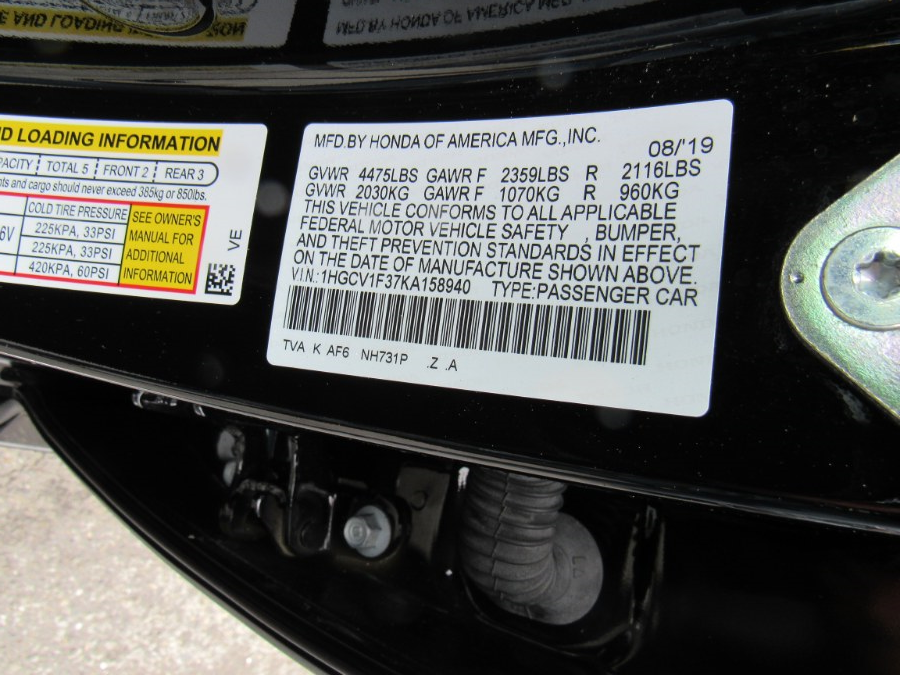 MFD.BY HONDA OF AMERICA MFG.,INC.
08/'19
GVWR 4475LBS GAWR F 2359LBS R 2116LBS
GVWR 2030KG GAWR F 1070KG R 960KG
THIS VEHICLE CONFORMS TO ALL APPLICABLE
FEDERAL MOTOR VEHICLE SAFETY , BUMPER,
AND THEFT PREVENTION STANDARDS IN EFFECT
ON THE DATE OF MANUFACTURE SHOWN ABOVE.
V.I.N.:1HGCV1F37KA158940 TYPE:PASSENGER CAR
TVA K AF6 NH731P .Z .A
LOADING INFORMATION
TOTAL 5 FRONT 2 REAR 3
and cargo should never exceed 385kg or 850lbs.
COLD TIRE PRESSURE
225KPA, 33PSI
225KPA, 33PSI
420KPA, 60PSI
SEE OWNER'S
MANUAL FOR
ADDITIONAL
INFORMATION
VE